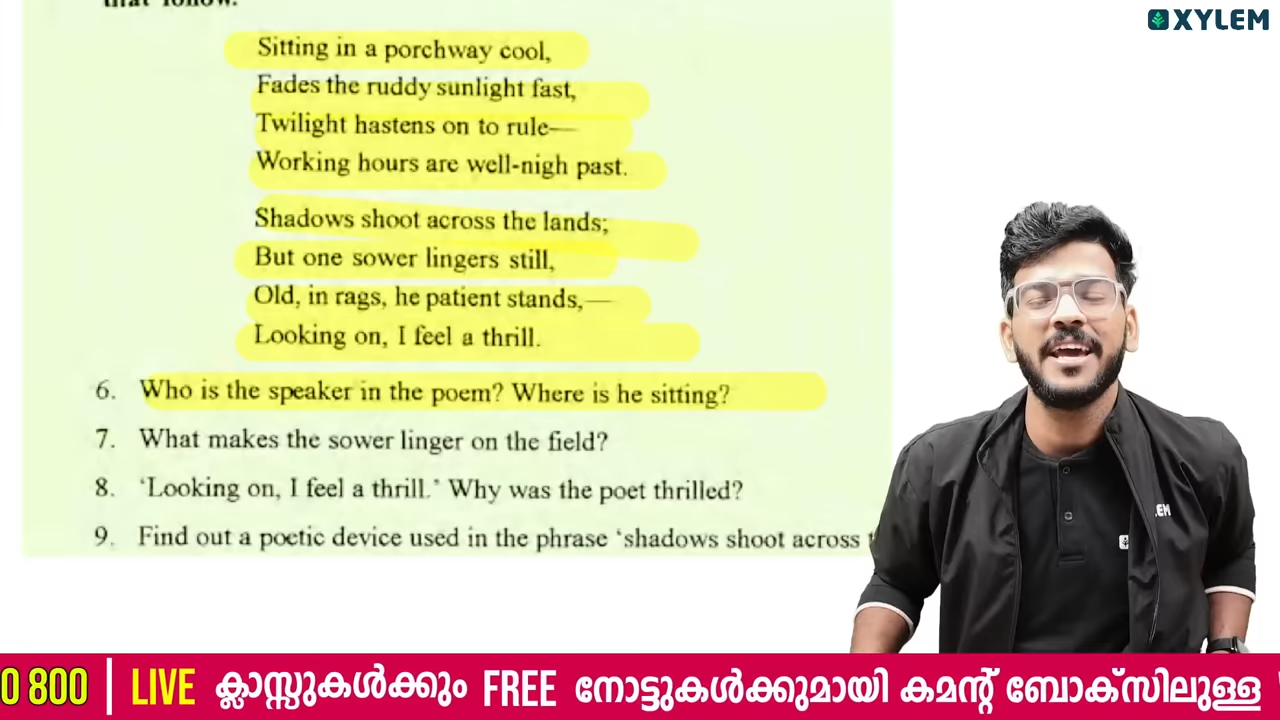 that follow.
XYLEM
Sitting in a porchway cool,
Fades the ruddy sunlight fast,
Twilight hastens on to rule—
Working hours are well-nigh past.
Shadows shoot across the lands;
But one sower lingers still,
Old, in rags, he patient stands,—
Looking on, I feel a thrill.
6. Who is the speaker in the poem? Where is he sitting?
7. What makes the sower linger on the field?
8. ‘Looking on, I feel a thrill.’ Why was the poet thrilled?
9. Find out a poetic device used in the phrase ‘shadows shoot across
0 800 | LIVE ക്ലാസ്സുകൾക്കും FREE നോട്ടുകൾക്കുമായി കമന്റ് ബോക്സിലുള്ള